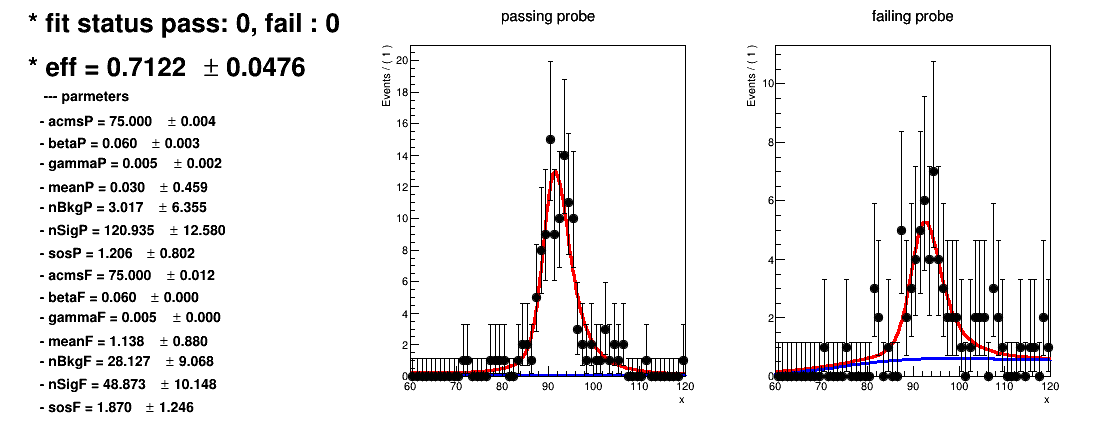 * fit status pass: 0, fail : 0
* eff = 0.7122 ± 0.0476
--- parmeters
- acmsP = 75.000 ± 0.004
- betaP = 0.060 ± 0.003
- gammaP = 0.005 ± 0.002
- meanP = 0.030 ± 0.459
- nBkgP = 3.017 ± 6.355
- nSigP = 120.935 ± 12.580
- sosP = 1.206 ± 0.802
- acmsF = 75.000 ± 0.012
- betaF = 0.060 ± 0.000
- gammaF = 0.005 ± 0.000
- meanF = 1.138 ± 0.880
- nBkgF = 28.127 ± 9.068
- nSigF = 48.873 ± 10.148
- sosF = 1.870 ± 1.246
passing probe
Events / ( 1 )
20
18
16
14
12
10
8
6
4
2
0
60 70 80 90 100 110 120
x
failing probe
Events / ( 1 )
10
8
6
4
2
0
60 70 80 90 100 110 120
x